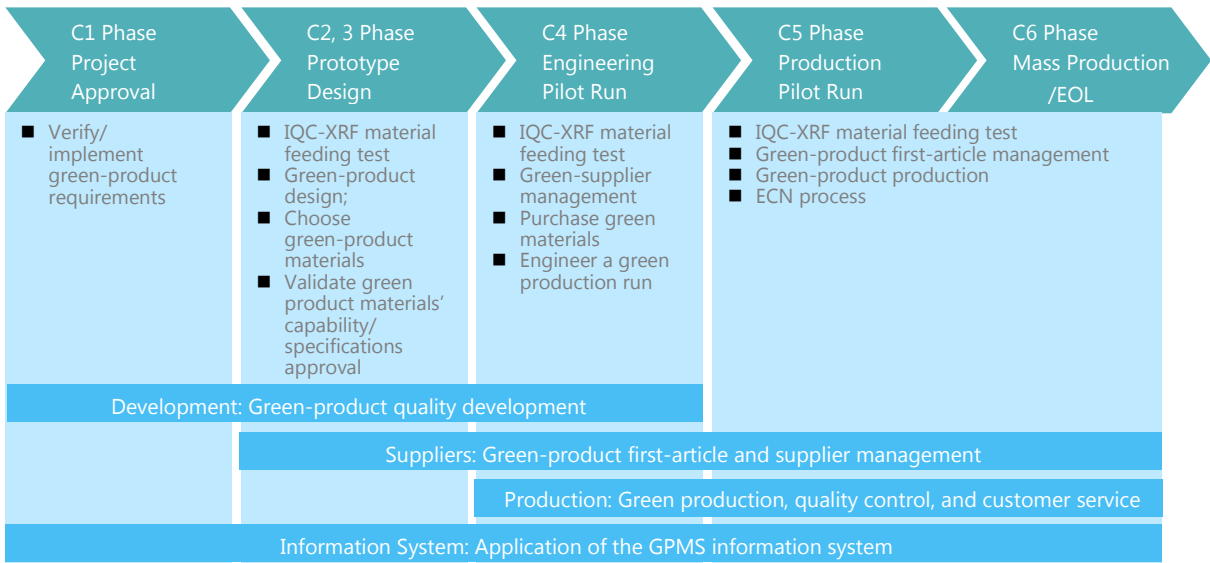 C1 Phase
Project
Approval
C2, 3 Phase
Prototype
Design
C4 Phase
Engineering
Pilot Run
C5 Phase
Production
Pilot Run
C6 Phase
Mass Production
/EOL
■ Verify/
implement
green-product
requirements
■ IQC-XRF material
feeding test
■ Green-product
design;
■ Choose
green-product
materials
■ Validate green
product materials’
capability/
specifications
approval
■ IQC-XRF material
feeding test
■ Green-supplier
management
■ Purchase green
materials
■ Engineer a green
production run
■ IQC-XRF material feeding test
■ Green-product first-article management
■ Green-product production
■ ECN process
Development: Green-product quality development
Suppliers: Green-product first-article and supplier management
Production: Green production, quality control, and customer service
Information System: Application of the GPMS information system